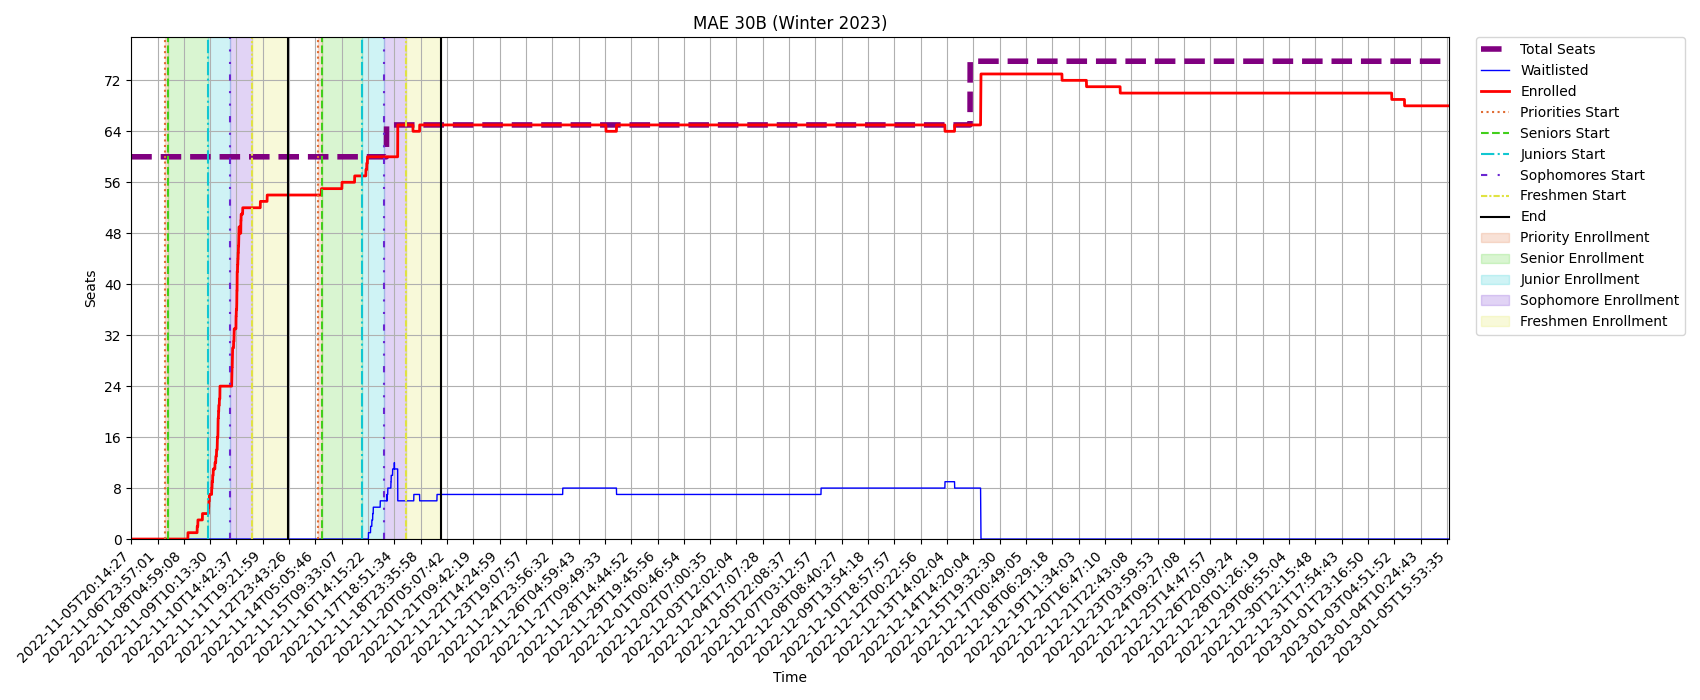 MAE 30B (Winter 2023)
Seats
72
64
56
48
40
32
24
16
8
0
2022-11-05T20:14:27
2022-11-06T23:57:01
2022-11-08T04:59:08
2022-11-09T10:13:30
2022-11-10T14:42:37
2022-11-11T19:21:59
2022-11-12T23:43:26
2022-11-14T05:05:46
2022-11-15T09:33:07
2022-11-16T14:15:22
2022-11-17T18:51:34
2022-11-18T23:35:58
2022-11-20T05:07:42
2022-11-21T09:42:19
2022-11-22T14:24:59
2022-11-23T19:07:57
2022-11-24T23:56:32
2022-11-26T04:59:43
2022-11-27T09:49:33
2022-11-28T14:44:52
2022-11-29T19:45:56
2022-12-01T00:46:54
2022-12-02T07:00:35
2022-12-03T12:02:04
2022-12-04T17:07:28
2022-12-05T22:08:37
2022-12-07T03:12:57
2022-12-08T08:40:27
2022-12-09T13:54:18
2022-12-10T18:57:57
2022-12-12T00:22:56
2022-12-13T14:02:04
2022-12-14T14:20:04
2022-12-15T19:32:30
2022-12-17T00:49:05
2022-12-18T06:29:18
2022-12-19T11:34:03
2022-12-20T16:47:10
2022-12-21T22:43:08
2022-12-23T03:59:53
2022-12-24T09:27:08
2022-12-25T14:47:57
2022-12-26T20:09:24
2022-12-28T01:26:19
2022-12-29T06:55:04
2022-12-30T12:15:48
2022-12-31T17:54:43
2023-01-01T23:16:50
2023-01-03T04:51:52
2023-01-04T10:24:43
2023-01-05T15:53:35
Time
Total Seats
Waitlisted
Enrolled
Priorities Start
Seniors Start
Juniors Start
Sophomores Start
Freshmen Start
End
Priority Enrollment
Senior Enrollment
Junior Enrollment
Sophomore Enrollment
Freshmen Enrollment